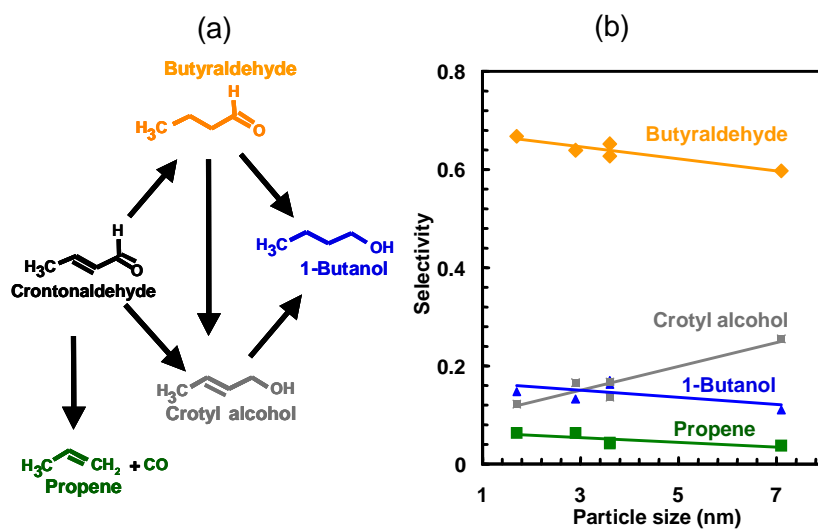 (a)
Butyraldehyde
H
H₃C
O
H
H₃C
O
Crontonaldehyde
H₃C
OH
1-Butanol
H₃C
OH
Crotyl alcohol
H₃C
CH₂ + CO
Propene
(b)
0.8
0.6
0.4
0.2
0
Selectivity
Butyraldehyde
Crotyl alcohol
1-Butanol
Propene
1 3 5 7
Particle size (nm)